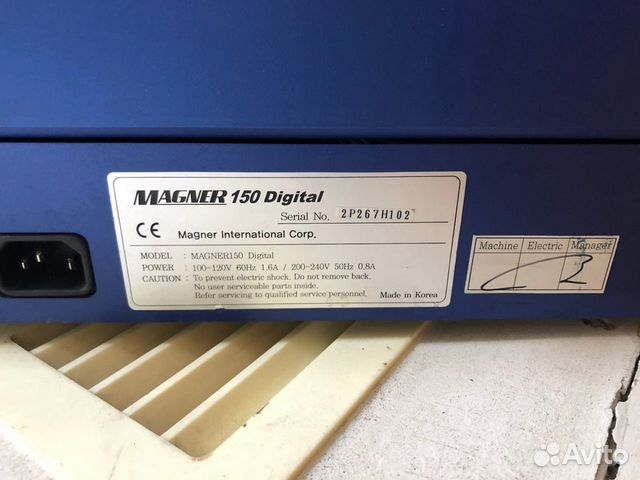 MAGNER 150 Digital
Serial No. 2P267H102
CE Magner International Corp.
MODEL : MAGNER150 Digital
POWER : 100-120V 60Hz 1.6A / 200-240V 50Hz 0.8A
CAUTION : To prevent electric shock. Do not remove back.
No user serviceable parts inside.
Refer servicing to qualified service personnel.
Made in Korea
Machine Electric Manager
Avito